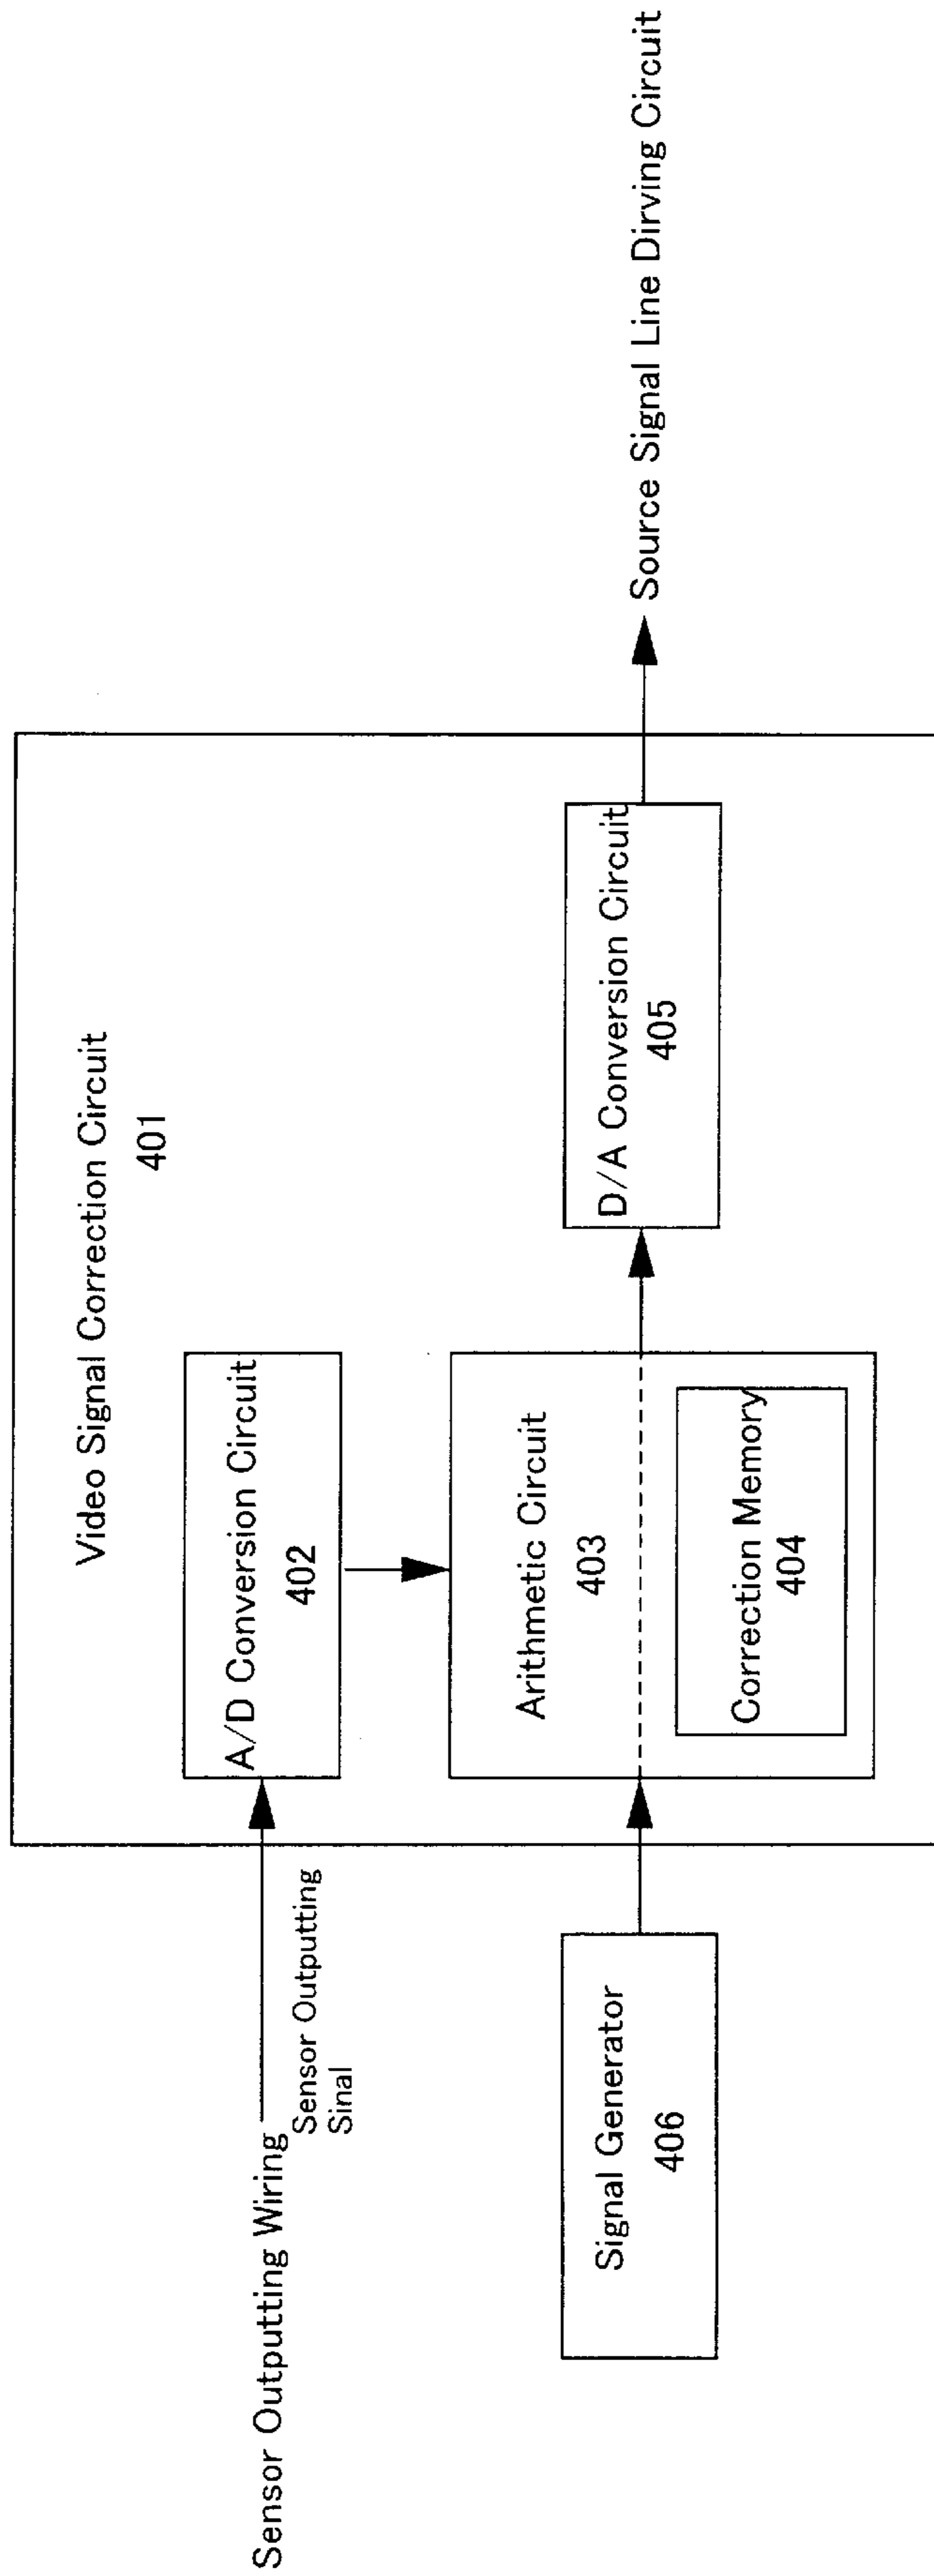 Video Signal Correction Circuit
401
Sensor Outputting Wiring
Sensor Outputting
Sinal
A/D Conversion Circuit
402
Arithmetic Circuit
403
Correction Memory
404
Signal Generator
406
D/A Conversion Circuit
405
Source Signal Line Dirving Circuit